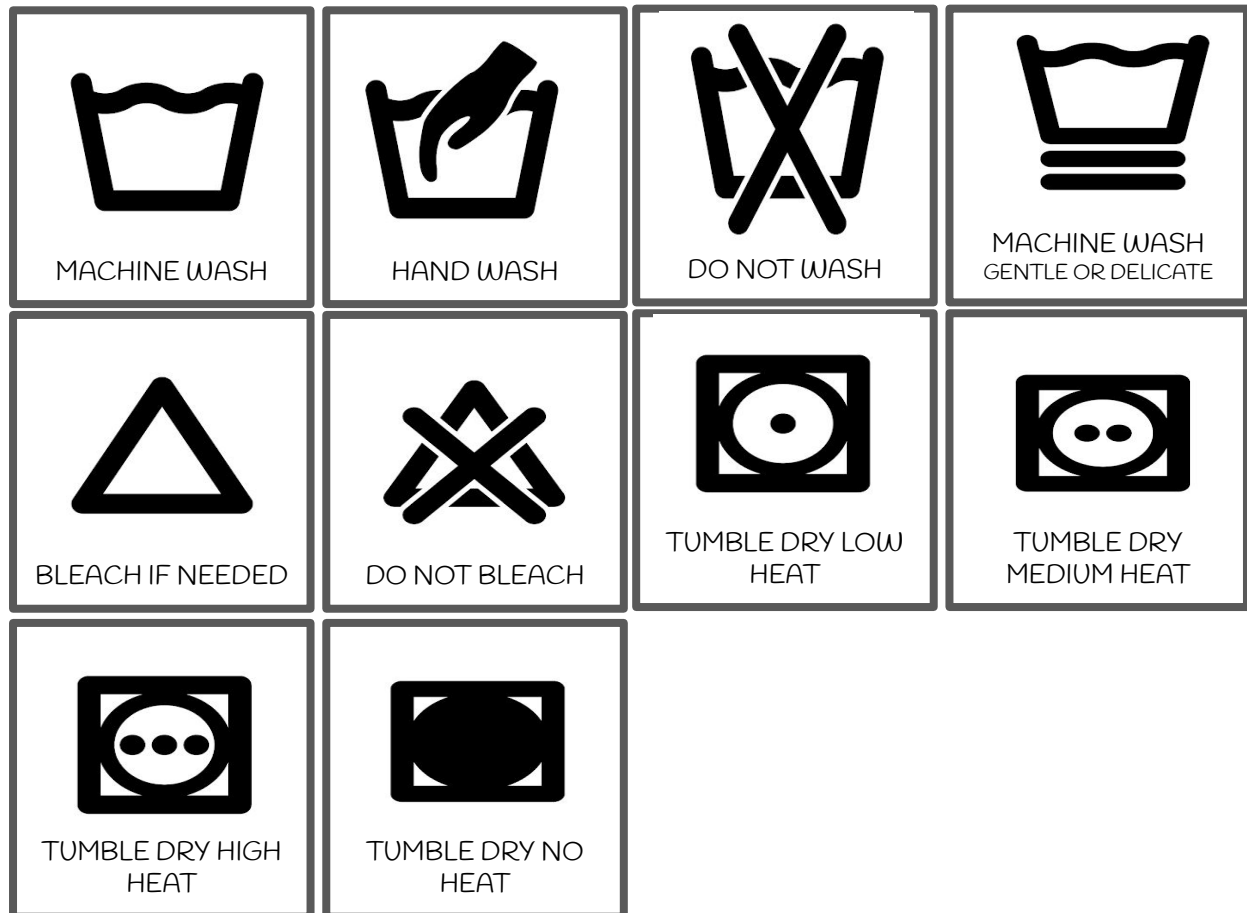 MACHINE WASH
HAND WASH
DO NOT WASH
MACHINE WASH
GENTLE OR DELICATE
BLEACH IF NEEDED
DO NOT BLEACH
TUMBLE DRY LOW
HEAT
TUMBLE DRY
MEDIUM HEAT
TUMBLE DRY HIGH
HEAT
TUMBLE DRY NO
HEAT